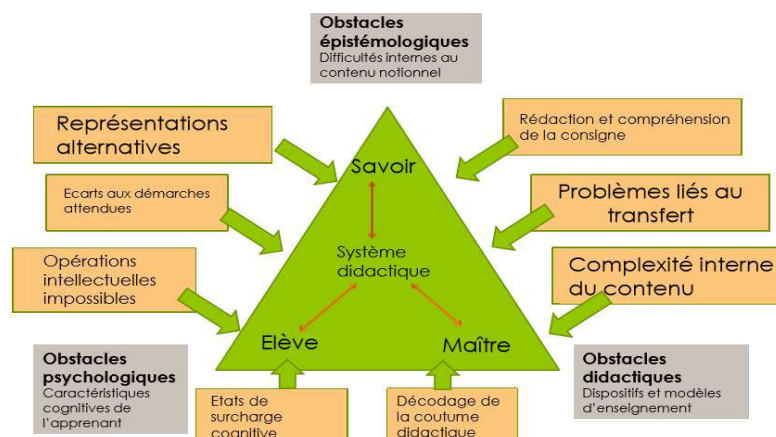 Obstacles
épistémologiques
Difficultés internes au
contenu notionnel
Représentations
alternatives
Rédaction et compréhension
de la consigne
Savoir
Ecarts aux démarches
attendues
Problèmes liés au
transfert
Système
didactique
Opérations
intellectuelles
impossibles
Complexité interne
du contenu
Elève
Maître
Obstacles
psychologiques
Caractéristiques
cognitives de
l'apprenant
Obstacles
didactiques
Dispositifs et modèles
d'enseignement
Etats de
surcharge
cognitive
Décodage de
la coutume
didactique